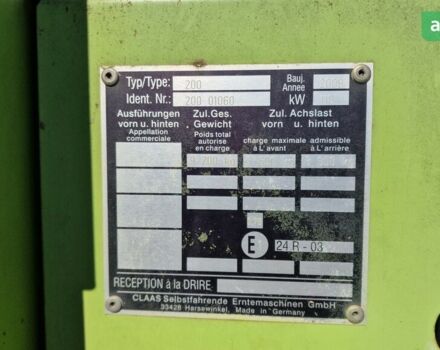 a
Typ/Type: 200 Bauj. Annee
Ident. Nr.: 200 01060 kW
Ausführungen vorn u. hinten Zul. Ges. Gewicht Zul. Achslast vorn u. hinten
Appellation commerciale Poids total autorise en charge charge maximale à L'avant admissible à L'arrière
E 24 R - 03
RECEPTION à la DRIRE
CLAAS Selbstfahrende Erntemaschinen GmbH
33428 Harsewinkel, Made in Germany